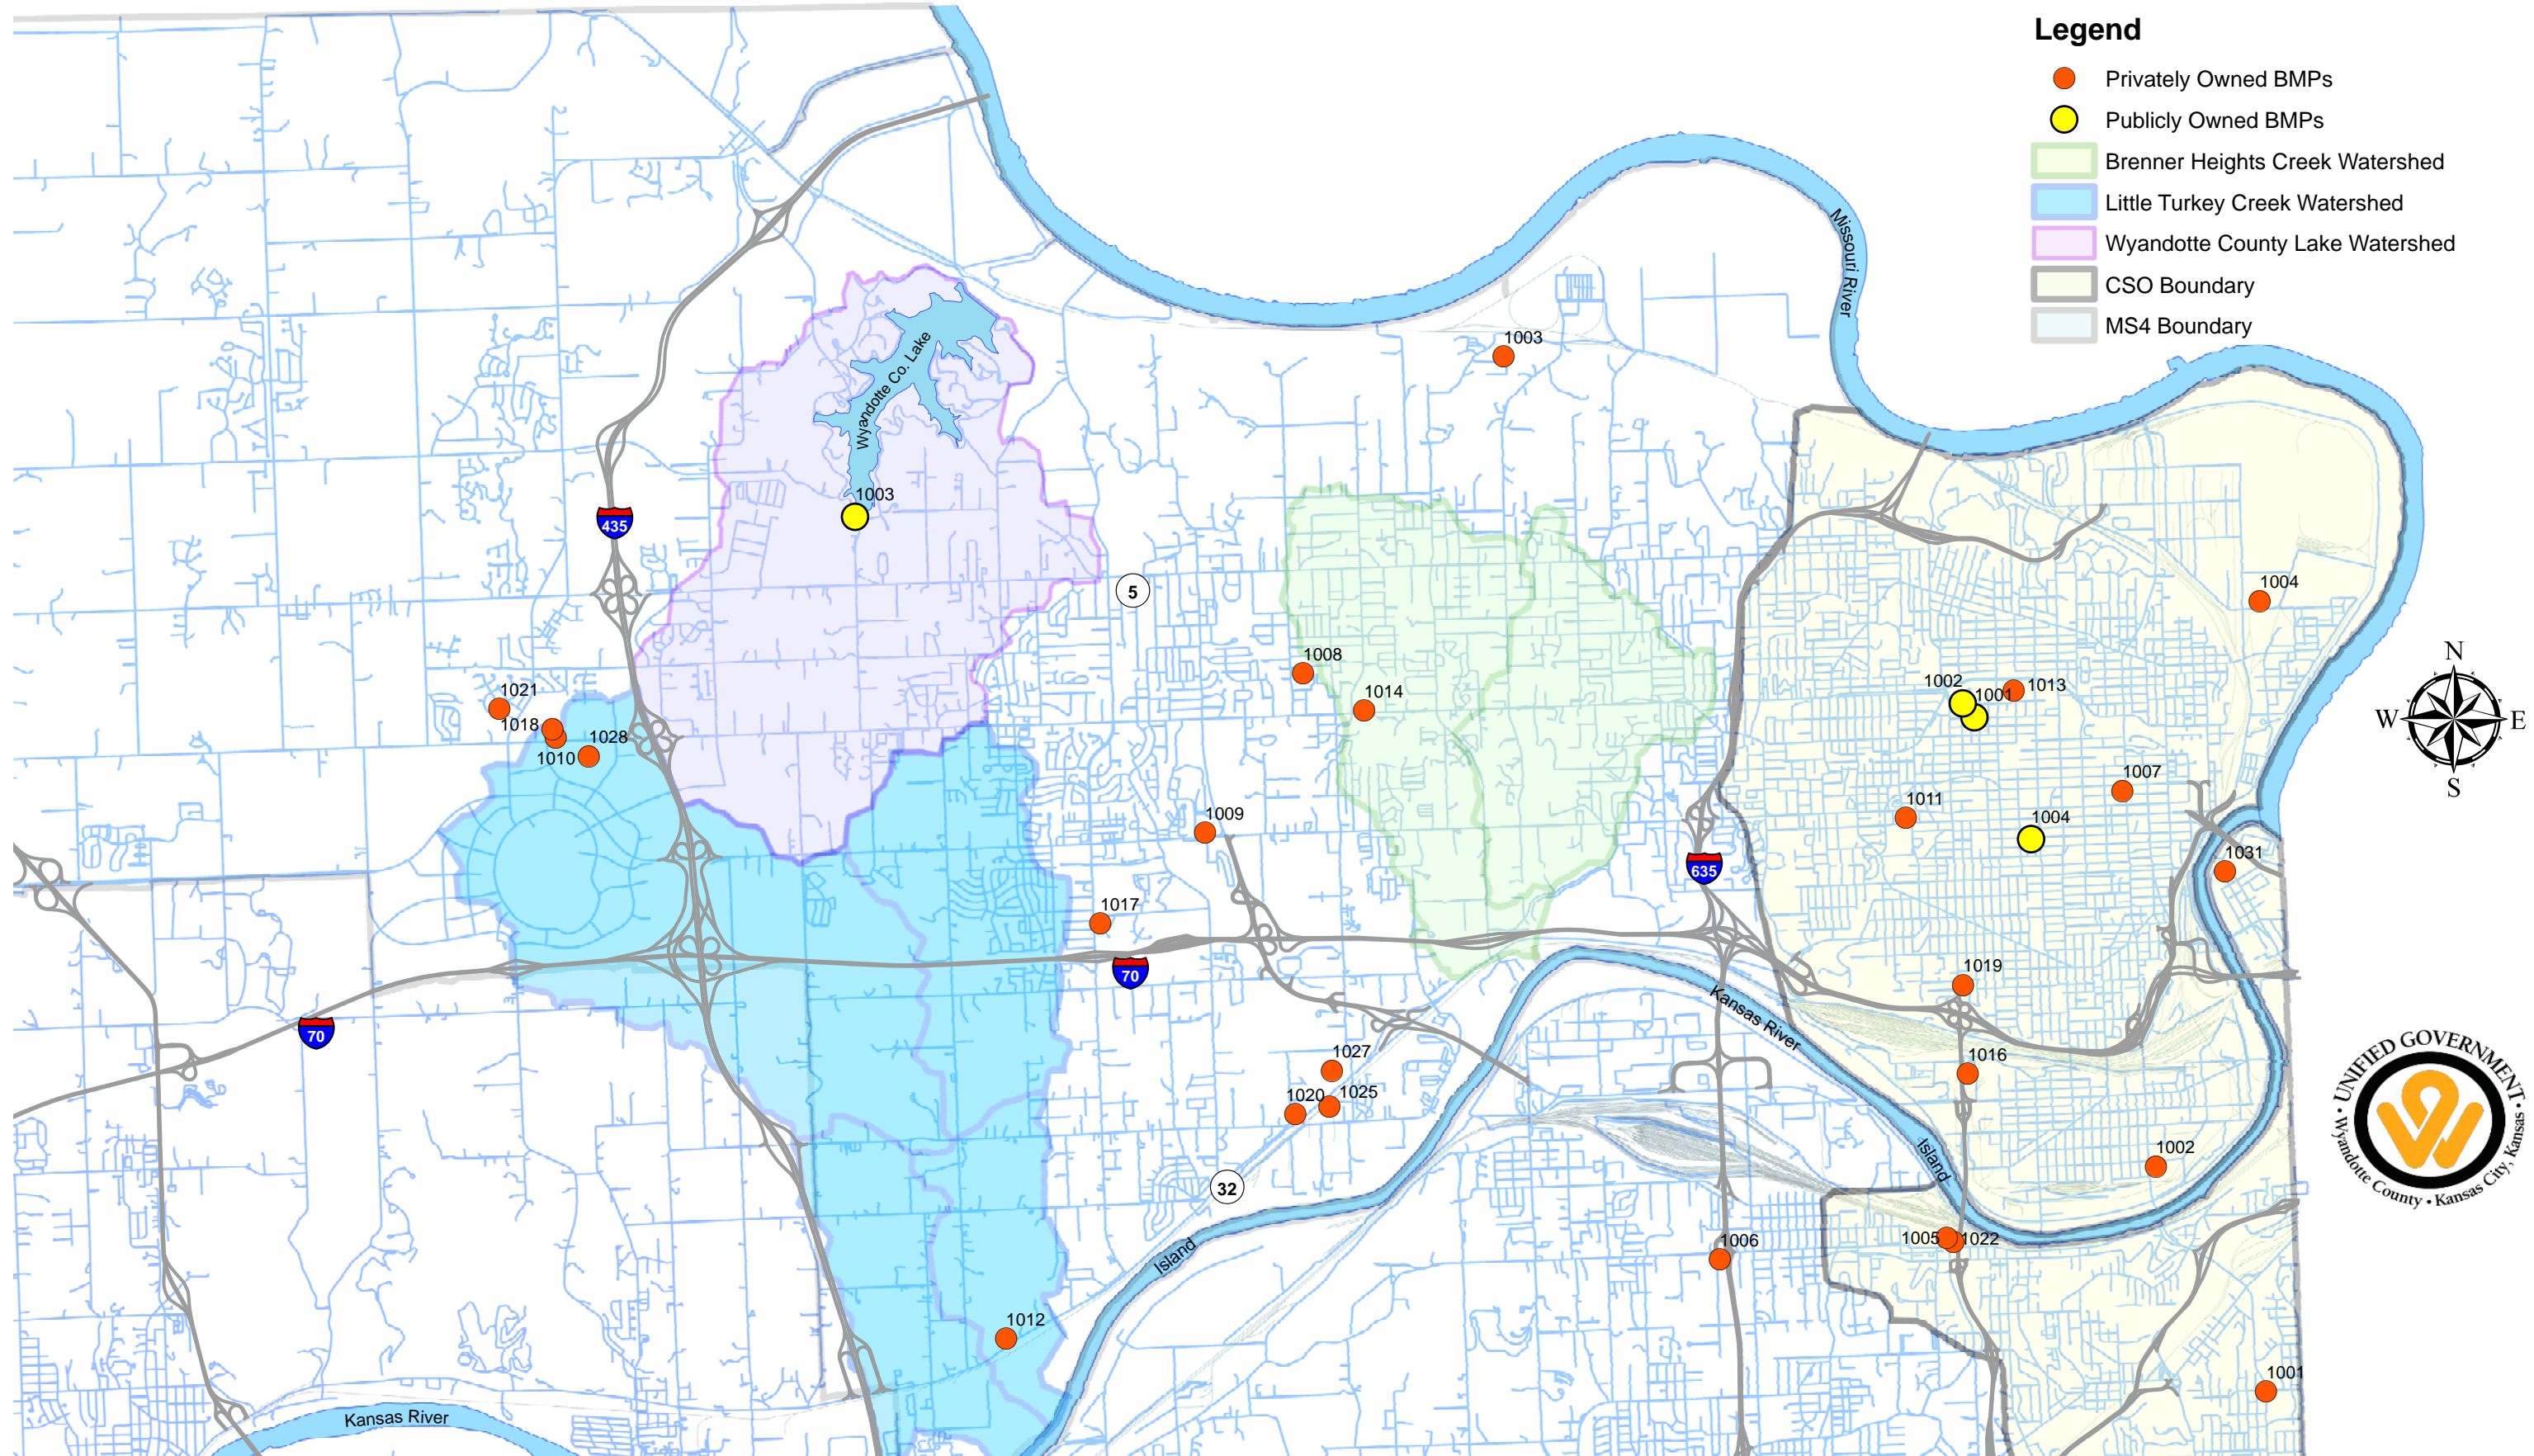 Legend
Privately Owned BMPs
Publicly Owned BMPs
Brenner Heights Creek Watershed
Little Turkey Creek Watershed
Wyandotte County Lake Watershed
CSO Boundary
MS4 Boundary
Missouri River
1003
Wyandotte Co. Lake
1003
435
5
1004
N
W
E
S
1008
1014
1002
1001
1013
1021
1018
1010
1028
1007
1011
1004
1009
635
1031
1017
70
1019
Kansas River
70
1027
1016
1020
1025
UNIFIED GOVERNMENT
Wyandotte County • Kansas City, Kansas
Island
1002
32
1005
1022
1006
Island
1012
1001
Kansas River